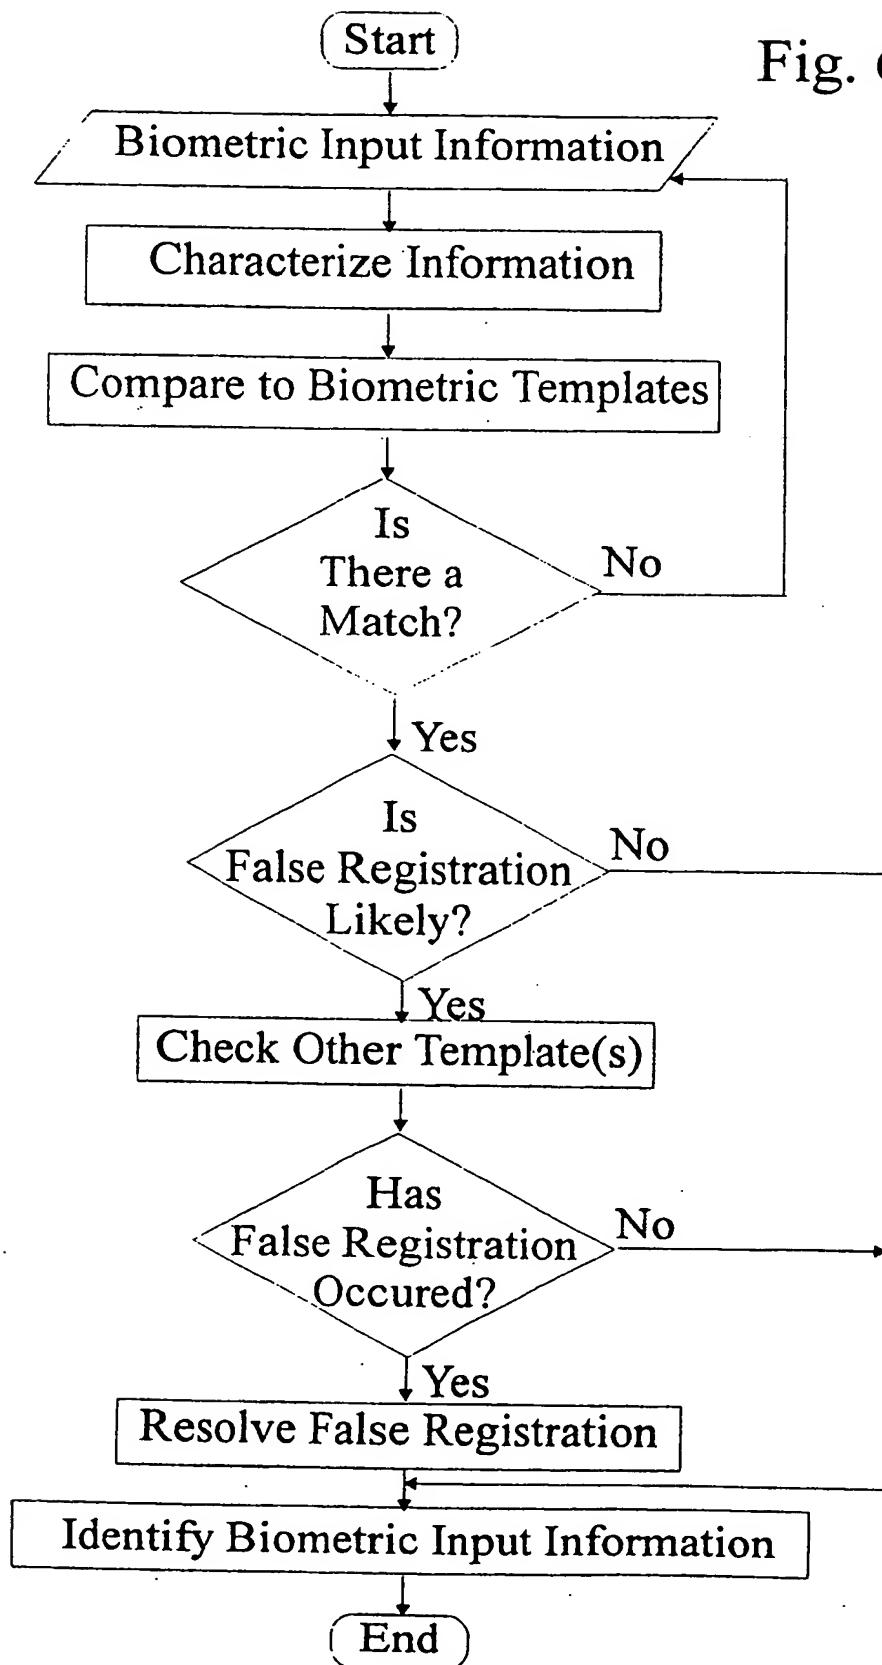 Start
Fig. 6
Biometric Input Information
Characterize Information
Compare to Biometric Templates
Is
There a
Match?
No
Yes
Is
False Registration
Likely?
No
Yes
Check Other Template(s)
Has
False Registration
Occured?
No
Yes
Resolve False Registration
Identify Biometric Input Information
End